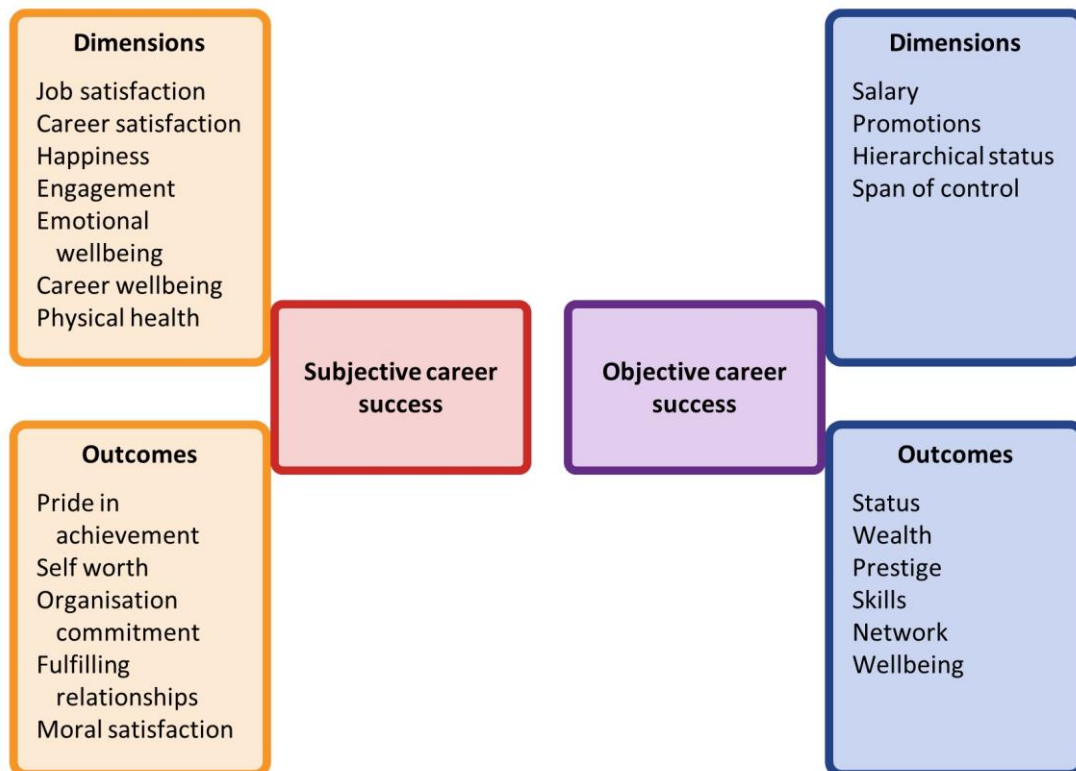 Dimensions
Job satisfaction
Career satisfaction
Happiness
Engagement
Emotional
wellbeing
Career wellbeing
Physical health
Outcomes
Pride in
achievement
Self worth
Organisation
commitment
Fulfilling
relationships
Moral satisfaction
Subjective career
success
Objective career
success
Dimensions
Salary
Promotions
Hierarchical status
Span of control
Outcomes
Status
Wealth
Prestige
Skills
Network
Wellbeing